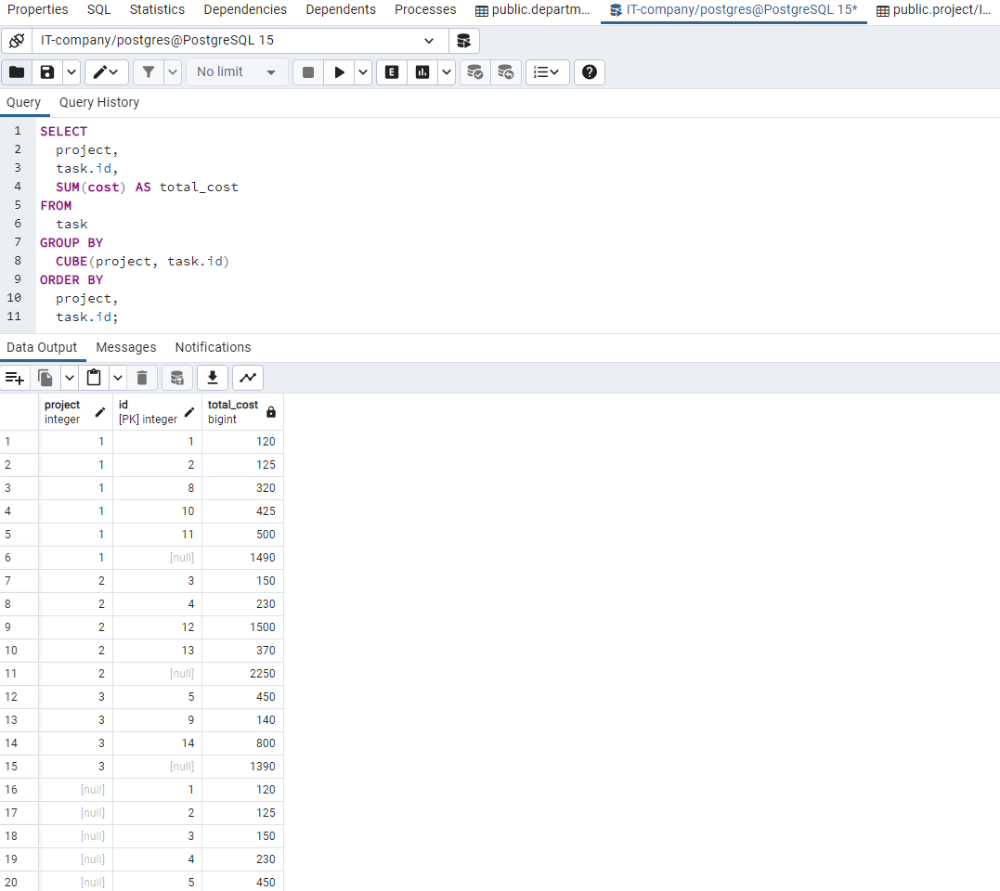 Properties SQL Statistics Dependencies Dependents Processes public.departm... IT-company/postgres@PostgreSQL 15* public.project/I...
IT-company/postgres@PostgreSQL 15
No limit E
Query Query History
1 SELECT
2 project,
3 task.id,
4 SUM(cost) AS total_cost
5 FROM
6 task
7 GROUP BY
8 CUBE(project, task.id)
9 ORDER BY
10 project,
11 task.id;
Data Output Messages Notifications
project id total_cost
integer [PK] integer bigint
1 1 1 120
2 1 2 125
3 1 8 320
4 1 10 425
5 1 11 500
6 1 [null] 1490
7 2 3 150
8 2 4 230
9 2 12 1500
10 2 13 370
11 2 [null] 2250
12 3 5 450
13 3 9 140
14 3 14 800
15 3 [null] 1390
16 [null] 1 120
17 [null] 2 125
18 [null] 3 150
19 [null] 4 230
20 [null] 5 450